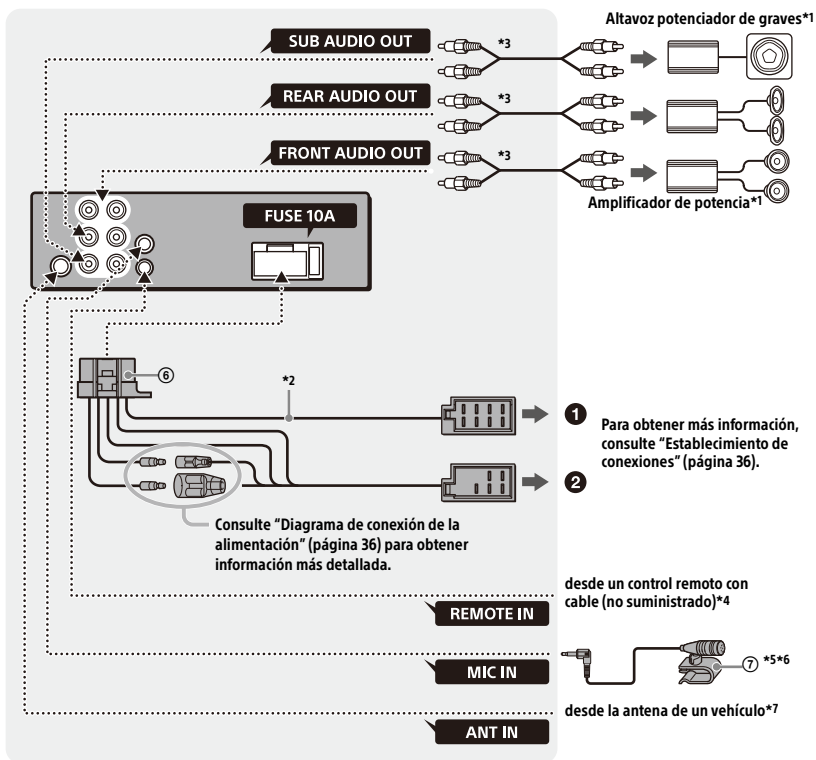 Altavoz potenciador de graves*1
SUB AUDIO OUT
*3
REAR AUDIO OUT
*3
FRONT AUDIO OUT
*3
Amplificador de potencia*1
FUSE 10A
⑥
*2
❶
Para obtener más información,
consulte “Establecimiento de
conexiones” (página 36).
❷
Consulte “Diagrama de conexión de la
alimentación” (página 36) para obtener
información más detallada.
desde un control remoto con
cable (no suministrado)*4
REMOTE IN
⑦ *5*6
MIC IN
desde la antena de un vehículo*7
ANT IN